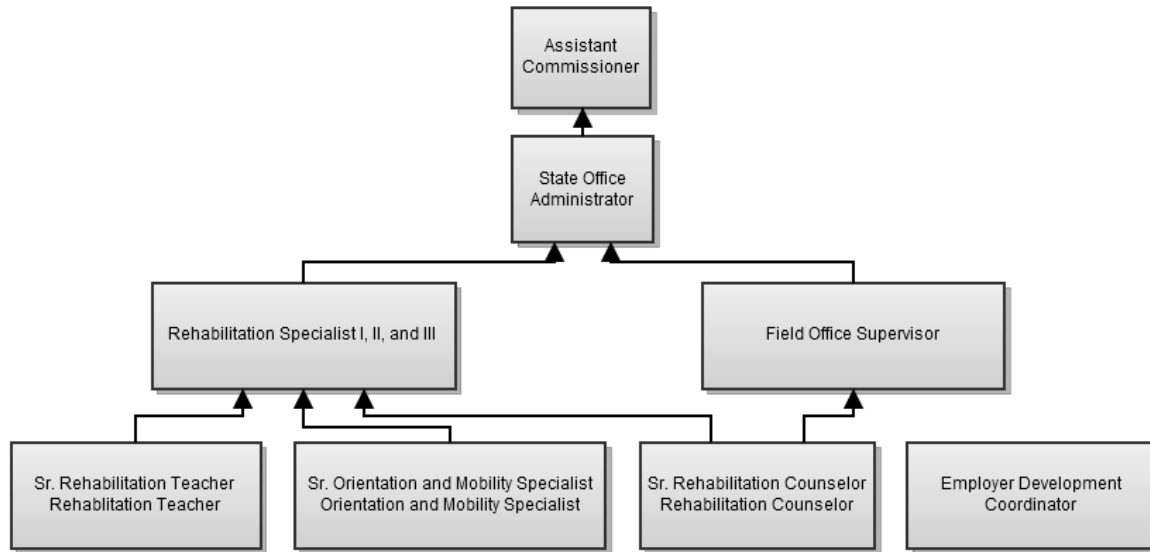 Assistant
Commissioner
State Office
Administrator
Rehabilitation Specialist I, II, and III
Field Office Supervisor
Sr. Rehabilitation Teacher
Rehablitation Teacher
Sr. Orientation and Mobility Specialist
Orientation and Mobility Specialist
Sr. Rehabilitation Counselor
Rehabilitation Counselor
Employer Development
Coordinator